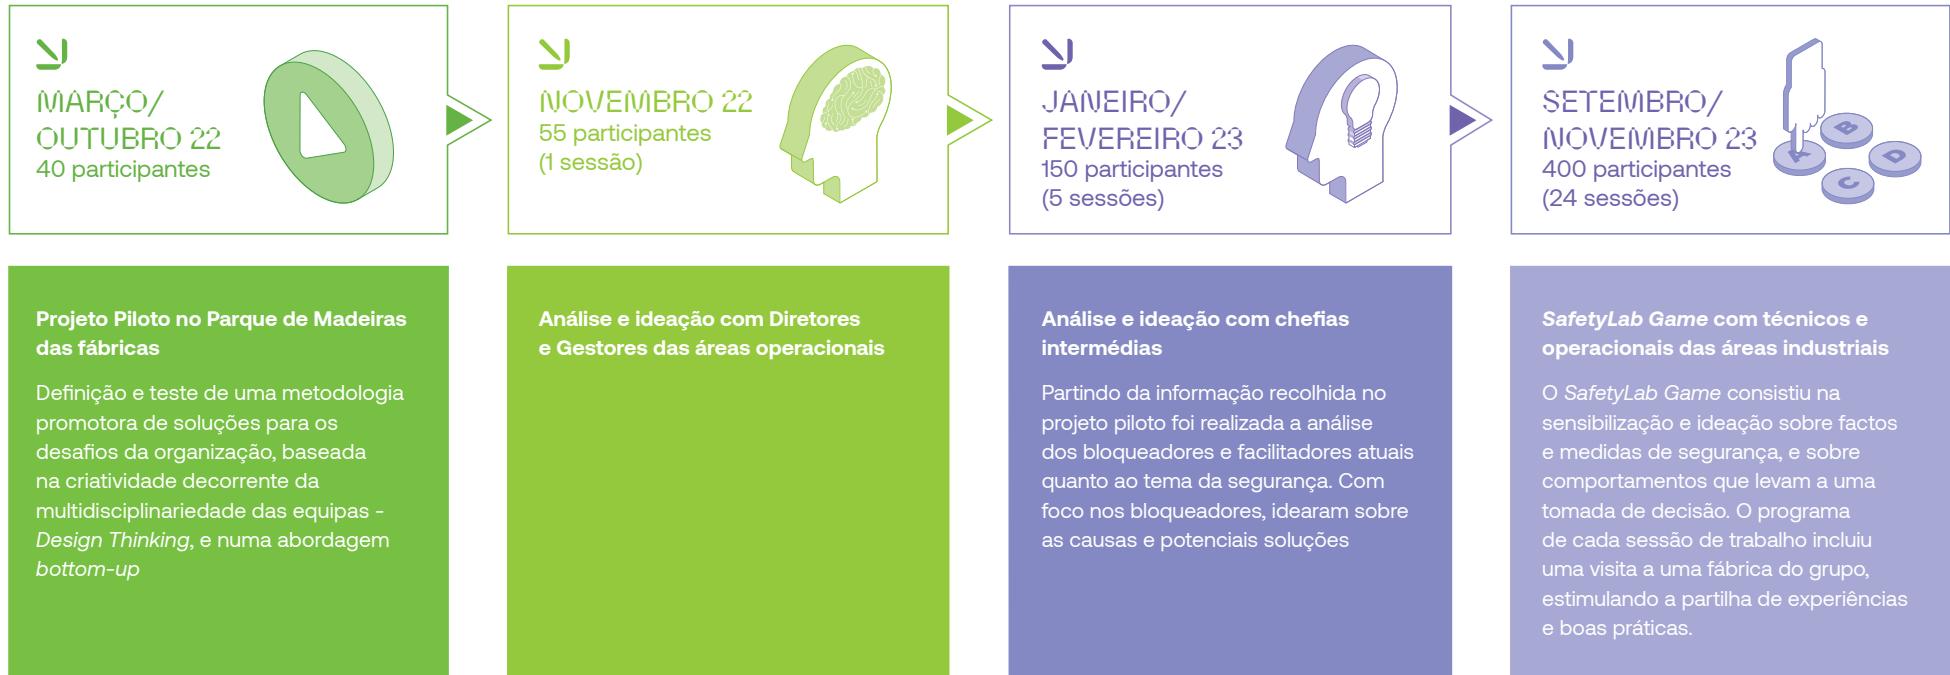 MARÇO/
OUTUBRO 22
40 participantes
NOVEMBRO 22
55 participantes
(1 sessão)
JANEIRO/
FEVEREIRO 23
150 participantes
(5 sessões)
SETEMBRO/
NOVEMBRO 23
400 participantes
(24 sessões)
A
B
C
D
Projeto Piloto no Parque de Madeiras
das fábricas
Definição e teste de uma metodologia
promotora de soluções para os
desafios da organização, baseada
na criatividade decorrente da
multidisciplinariedade das equipas -
Design Thinking, e numa abordagem
bottom-up
Análise e ideação com Diretores
e Gestores das áreas operacionais
Análise e ideação com chefias
intermédias
Partindo da informação recolhida no
projeto piloto foi realizada a análise
dos bloqueadores e facilitadores atuais
quanto ao tema da segurança. Com
foco nos bloqueadores, idearam sobre
as causas e potenciais soluções
SafetyLab Game com técnicos e
operacionais das áreas industriais
O SafetyLab Game consistiu na
sensibilização e ideação sobre factos
e medidas de segurança, e sobre
comportamentos que levam a uma
tomada de decisão. O programa
de cada sessão de trabalho incluiu
uma visita a uma fábrica do grupo,
estimulando a partilha de experiências
e boas práticas.